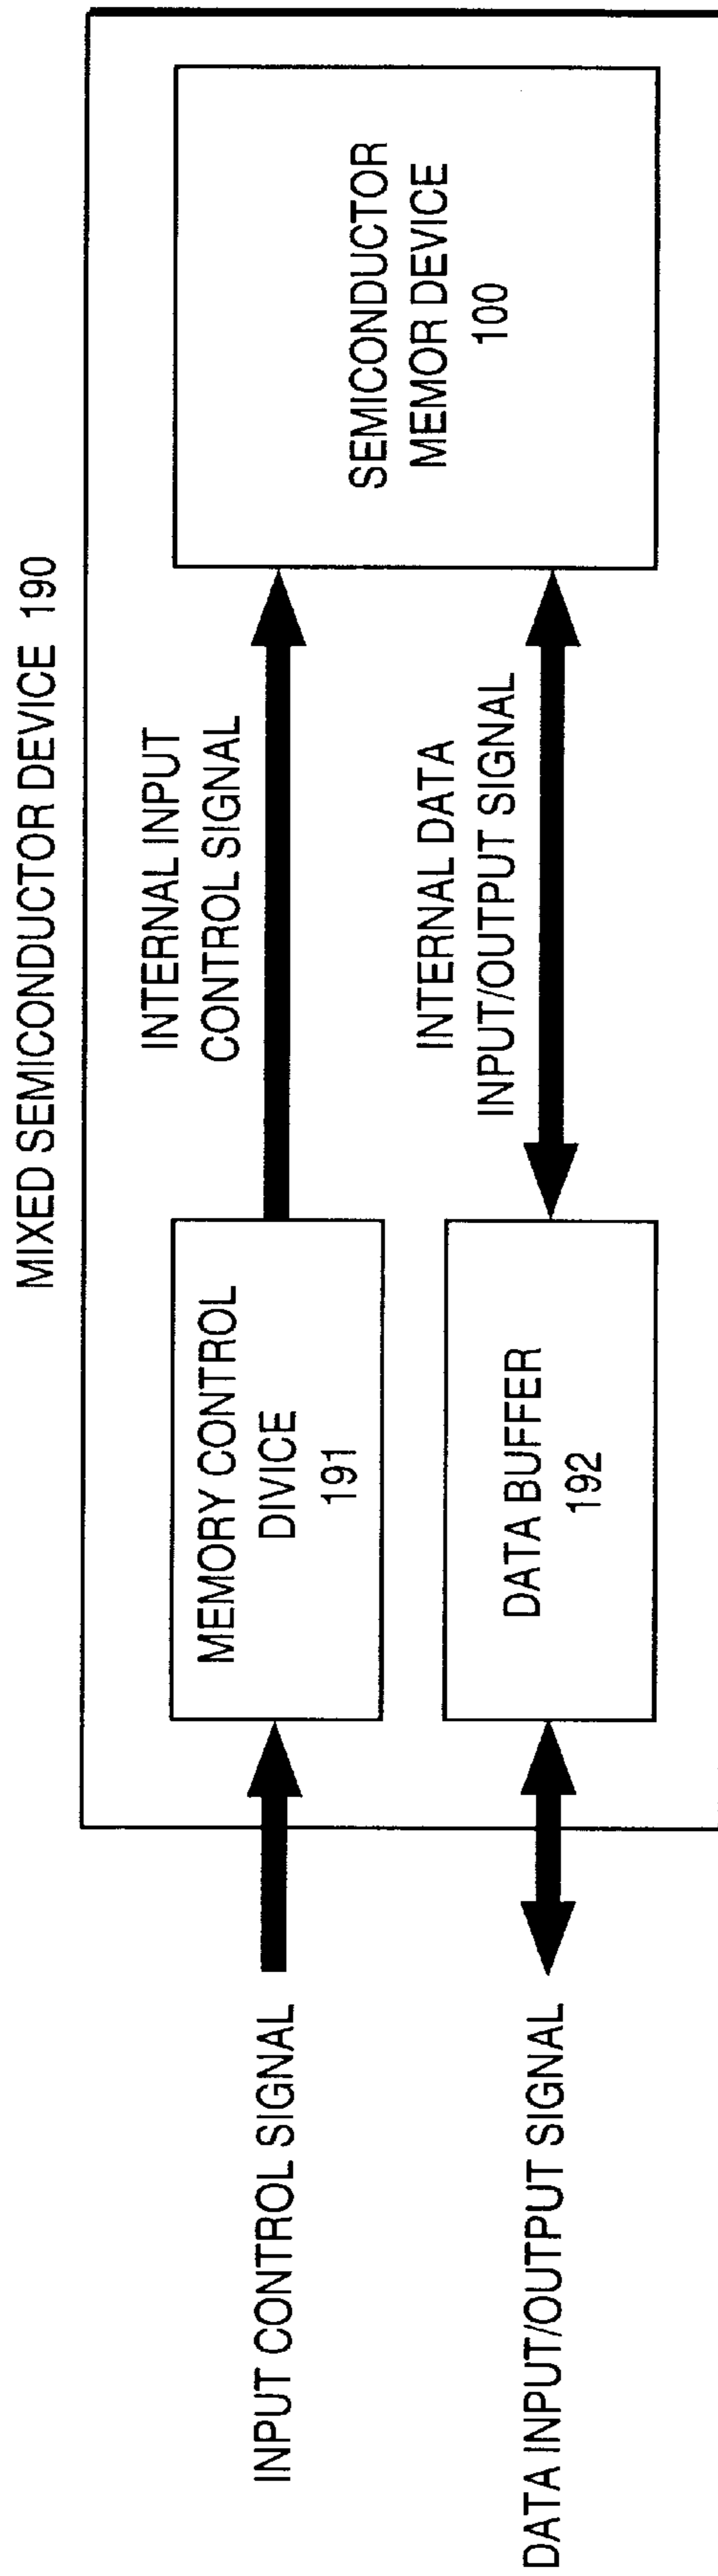 MIXED SEMICONDUCTOR DEVICE 190
INPUT CONTROL SIGNAL
MEMORY CONTROL
DIVICE
191
INTERNAL INPUT
CONTROL SIGNAL
SEMICONDUCTOR
MEMOR DEVICE
100
DATA INPUT/OUTPUT SIGNAL
DATA BUFFER
192
INTERNAL DATA
INPUT/OUTPUT SIGNAL